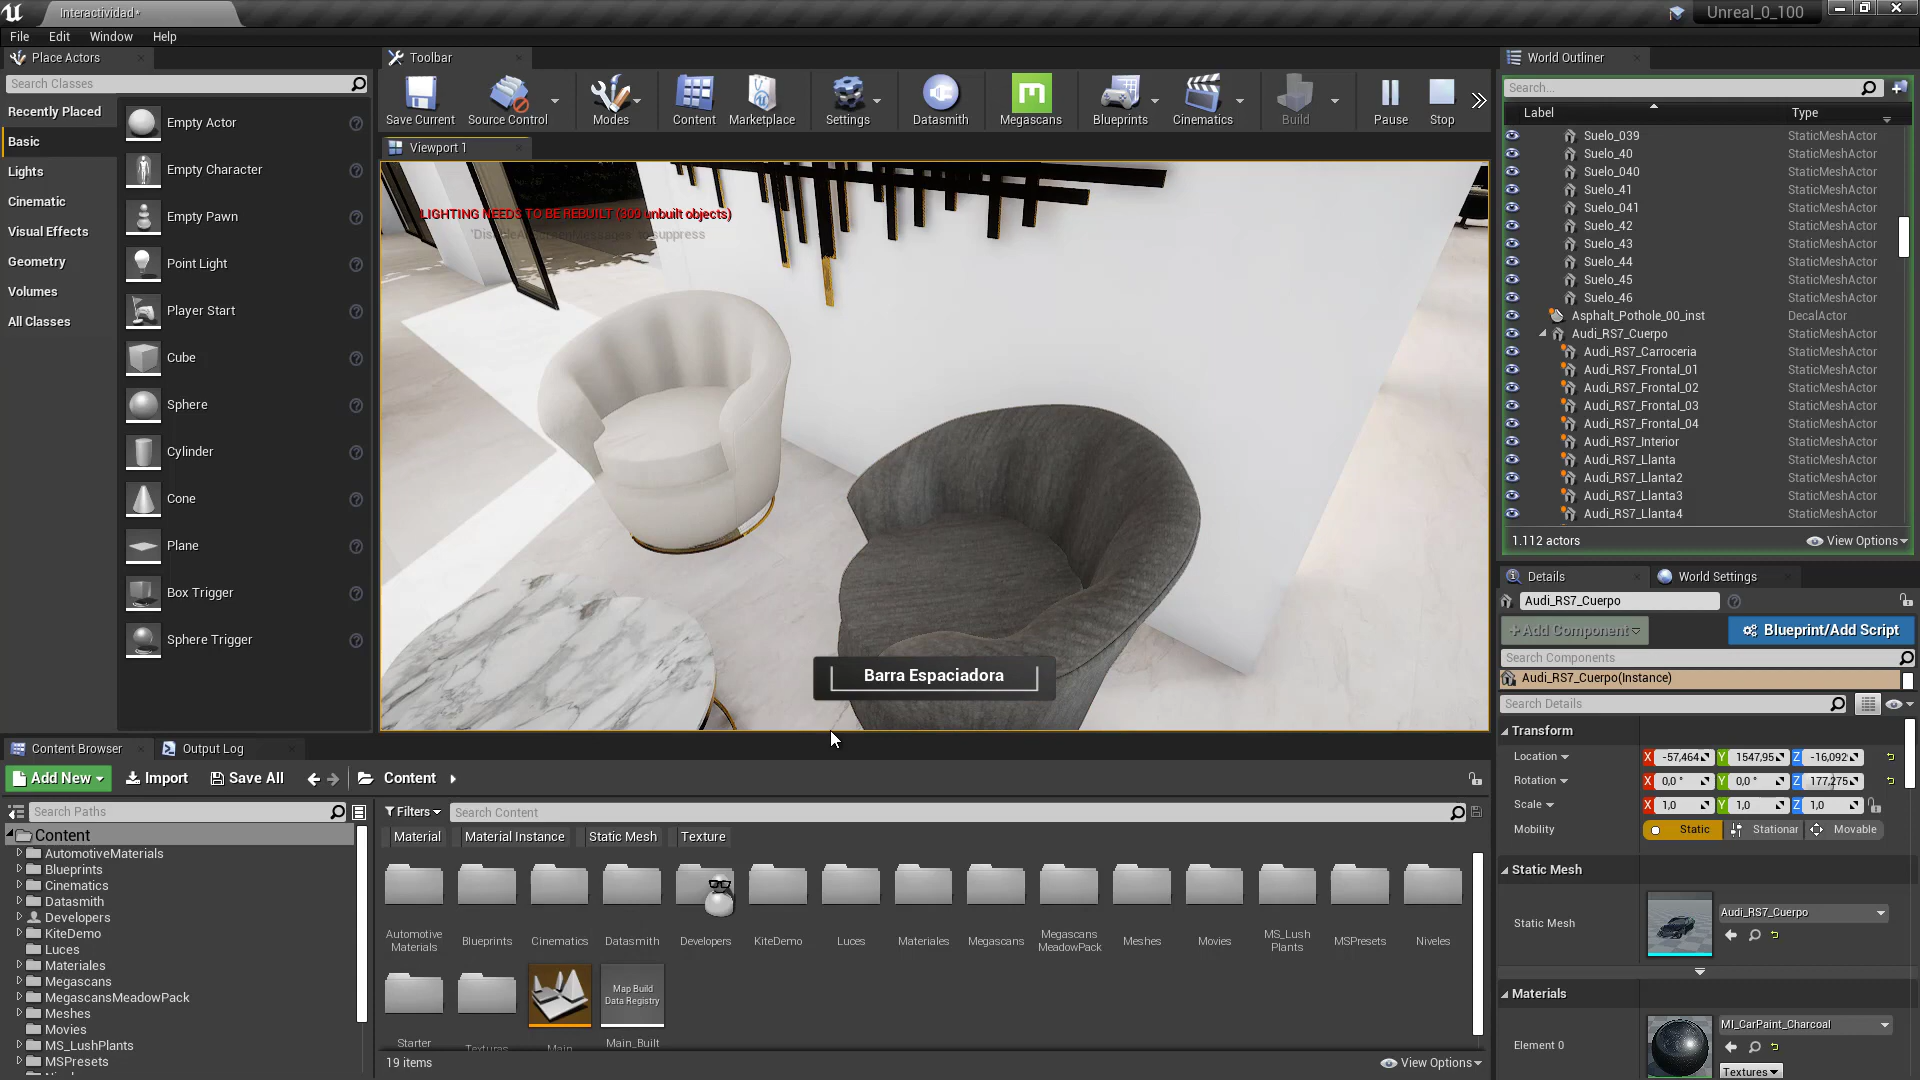 Interactividad*
Unreal_0_100
File Edit Window Help
Place Actors
Search Classes
Recently Placed
Basic
Lights
Cinematic
Visual Effects
Geometry
Volumes
All Classes
Empty Actor
Empty Character
Empty Pawn
Point Light
Player Start
Cube
Sphere
Cylinder
Cone
Plane
Box Trigger
Sphere Trigger
Toolbar
Save Current Source Control Modes Content Marketplace Settings Datasmith Megascans Blueprints Cinematics Build Pause Stop
Viewport 1
LIGHTING NEEDS TO BE REBUILT (309 unbuilt objects)
suppress
Barra Espaciadora
World Outliner
Search...
Label Type
Suelo_039 StaticMeshActor
Suelo_40 StaticMeshActor
Suelo_040 StaticMeshActor
Suelo_41 StaticMeshActor
Suelo_041 StaticMeshActor
Suelo_42 StaticMeshActor
Suelo_43 StaticMeshActor
Suelo_44 StaticMeshActor
Suelo_45 StaticMeshActor
Suelo_46 StaticMeshActor
Asphalt_Pothole_00_inst DecalActor
Audi_RS7_Cuerpo StaticMeshActor
Audi_RS7_Carroceria StaticMeshActor
Audi_RS7_Frontal_01 StaticMeshActor
Audi_RS7_Frontal_02 StaticMeshActor
Audi_RS7_Frontal_03 StaticMeshActor
Audi_RS7_Frontal_04 StaticMeshActor
Audi_RS7_Interior StaticMeshActor
Audi_RS7_Llanta StaticMeshActor
Audi_RS7_Llanta2 StaticMeshActor
Audi_RS7_Llanta3 StaticMeshActor
Audi_RS7_Llanta4 StaticMeshActor
1.112 actors View Options
Details World Settings
Audi_RS7_Cuerpo
+Add Component Blueprint/Add Script
Search Components
Audi_RS7_Cuerpo(Instance)
Search Details
Transform
Location X -57,464 Y 1547,95 Z -16,092
Rotation X 0,0 ° Y 0,0 ° Z 177,275
Scale X 1,0 Y 1,0 Z 1,0
Mobility Static Stationar Movable
Static Mesh
Static Mesh Audi_RS7_Cuerpo
Materials
Element 0 MI_CarPaint_Charcoal
Textures
Content Browser Output Log
Add New Import Save All Content
Search Paths
Content
AutomotiveMaterials
Blueprints
Cinematics
Datasmith
Developers
KiteDemo
Luces
Materiales
Megascans
MegascansMeadowPack
Meshes
Movies
MS_LushPlants
MSPresets
Filters Search Content
Material Material Instance Static Mesh Texture
Automotive Materials Blueprints Cinematics Datasmith Developers KiteDemo Luces Materiales Megascans Megascans MeadowPack Meshes Movies MS_Lush Plants MSPresets Niveles
Map Build Data Registry
Starter Textures Main Main_Built
19 items View Options